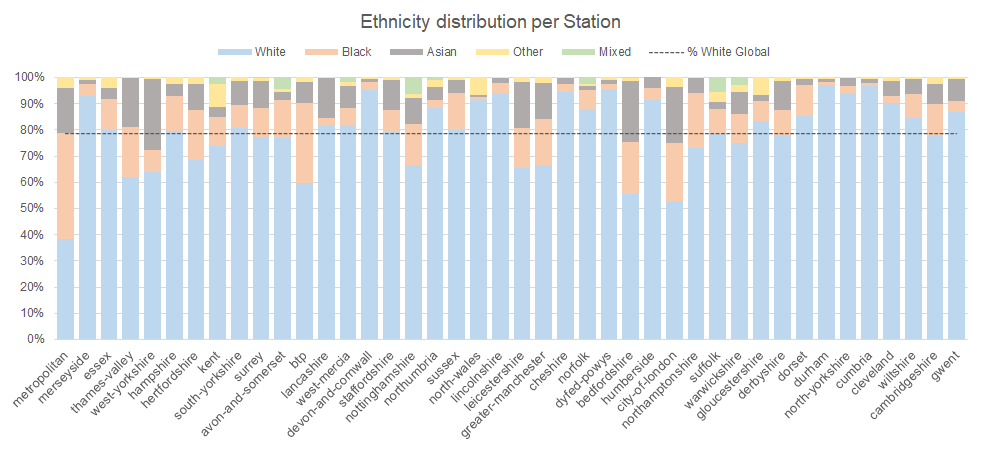 Ethnicity distribution per Station
White Black Asian Other Mixed % White Global
100%
90%
80%
70%
60%
50%
40%
30%
20%
10%
0%
metropolitan
merseyside
essex
thames-valley
west-yorkshire
hampshire
hertfordshire
kent
south-yorkshire
surrey
avon-and-somerset
btp
lancashire
west-mercia
devon-and-cornwall
staffordshire
nottinghamshire
northumbria
sussex
north-wales
lincolnshire
leicestershire
greater-manchester
cheshire
norfolk
dyfed-powys
bedfordshire
humberside
city-of-london
northamptonshire
suffolk
warwickshire
gloucestershire
derbyshire
dorset
durham
north-yorkshire
cumbria
cleveland
wiltshire
cambridgeshire
gwent